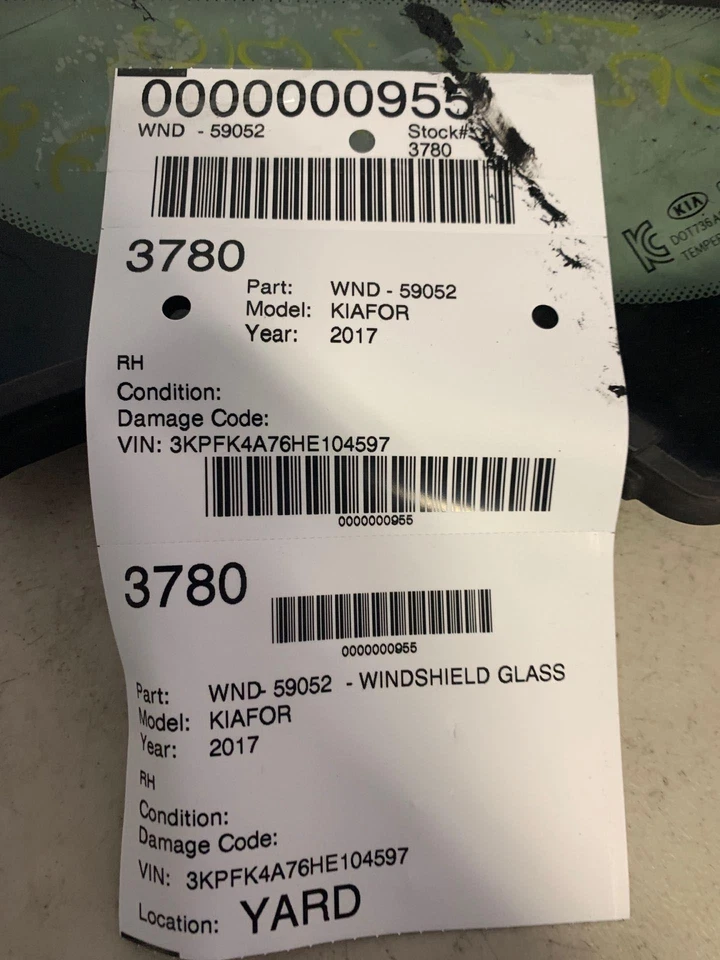 0000000955
WND - 59052
Stock#:
3780
KIA
DOT736
TEMPE
3780
Part: WND - 59052
Model: KIAFOR
Year: 2017
RH
Condition:
Damage Code:
VIN: 3KPFK4A76HE104597
0000000955
3780
0000000955
Part: WND- 59052 - WINDSHIELD GLASS
Model: KIAFOR
Year: 2017
RH
Condition:
Damage Code:
VIN: 3KPFK4A76HE104597
Location: YARD